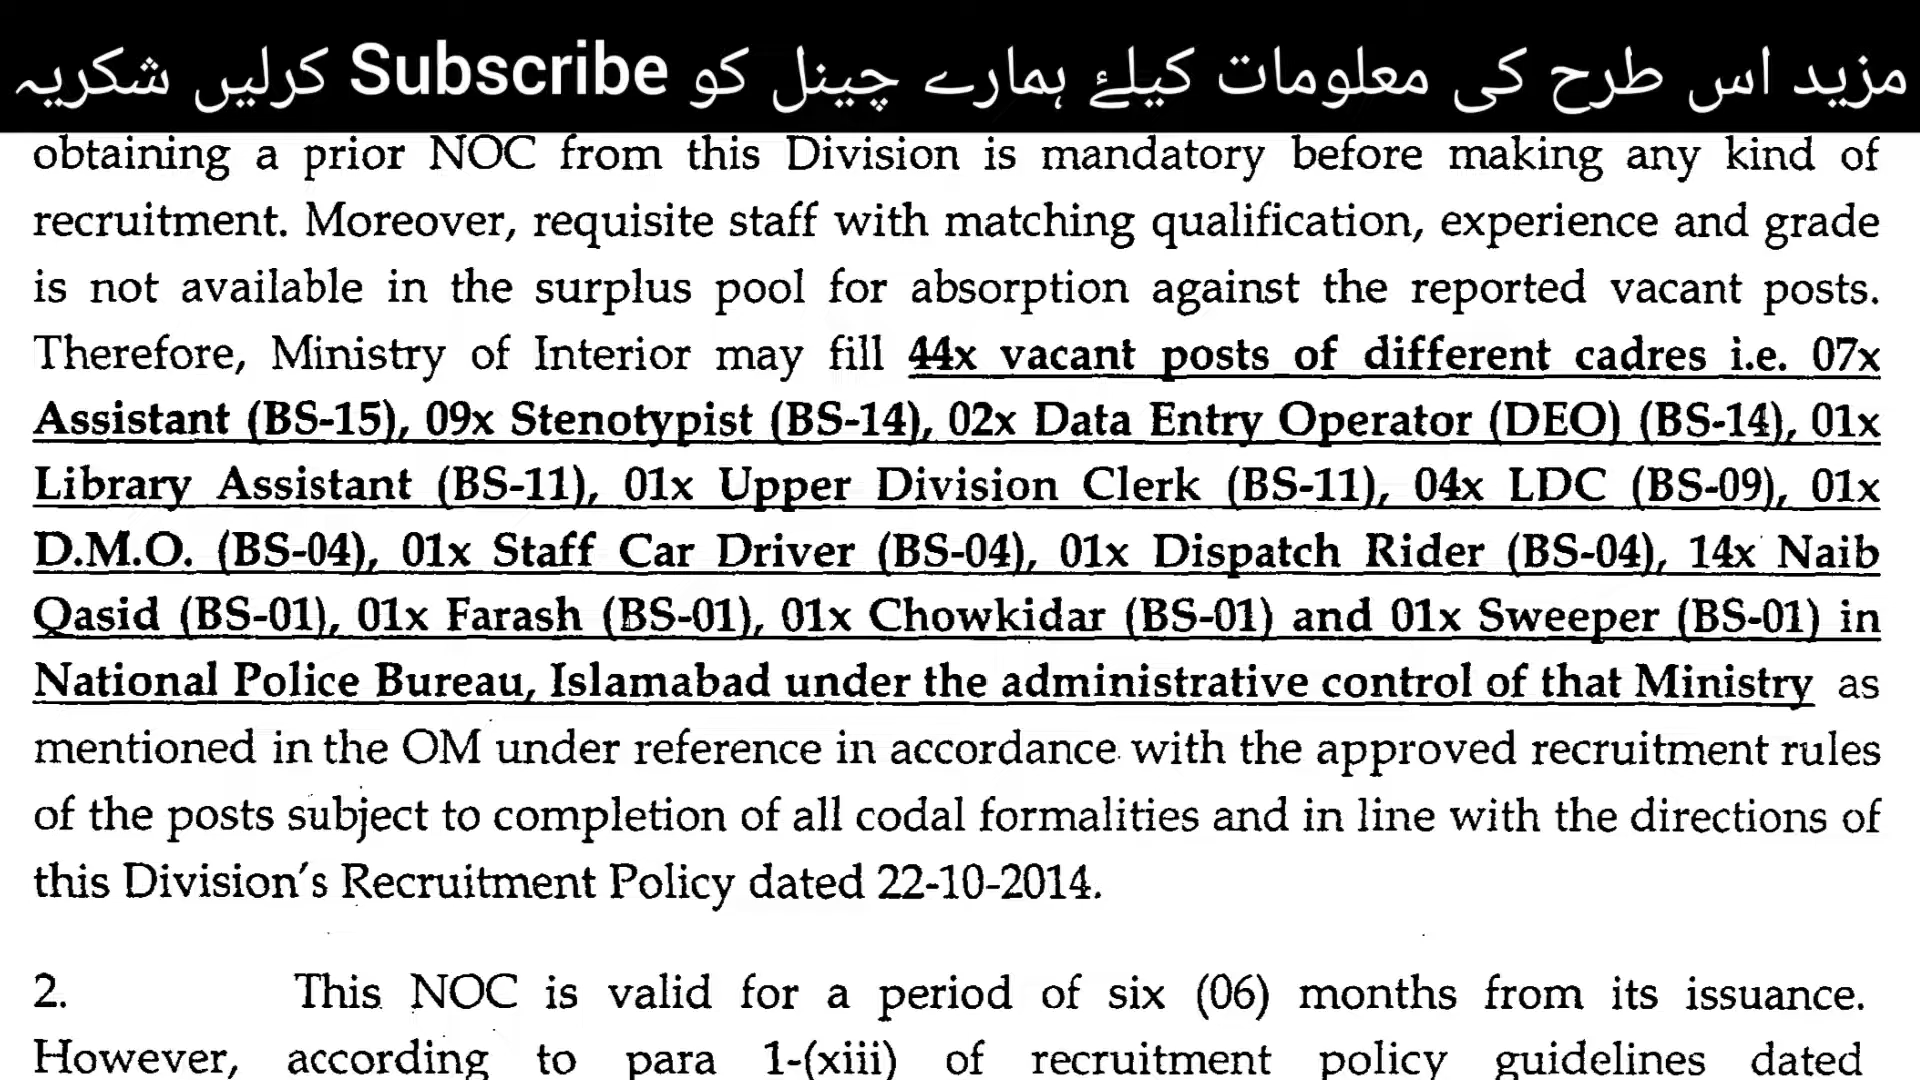 مزید اس طرح کی معلومات کیلئے ہمارے چینل کو Subscribe کرلیں شکریہ
obtaining a prior NOC from this Division is mandatory before making any kind of
recruitment. Moreover, requisite staff with matching qualification, experience and grade
is not available in the surplus pool for absorption against the reported vacant posts.
Therefore, Ministry of Interior may fill 44x vacant posts of different cadres i.e. 07x
Assistant (BS-15), 09x Stenotypist (BS-14), 02x Data Entry Operator (DEO) (BS-14), 01x
Library Assistant (BS-11), 01x Upper Division Clerk (BS-11), 04x LDC (BS-09), 01x
D.M.O. (BS-04), 01x Staff Car Driver (BS-04), 01x Dispatch Rider (BS-04), 14x Naib
Qasid (BS-01), 01x Farash (BS-01), 01x Chowkidar (BS-01) and 01x Sweeper (BS-01) in
National Police Bureau, Islamabad under the administrative control of that Ministry as
mentioned in the OM under reference in accordance with the approved recruitment rules
of the posts subject to completion of all codal formalities and in line with the directions of
this Division's Recruitment Policy dated 22-10-2014.
2. This NOC is valid for a period of six (06) months from its issuance.
However, according to para 1-(xiii) of recruitment policy guidelines dated